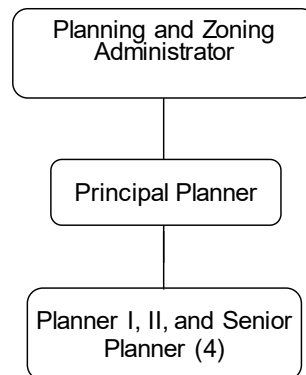 Planning and Zoning
Administrator
Principal Planner
Planner I, II, and Senior
Planner (4)